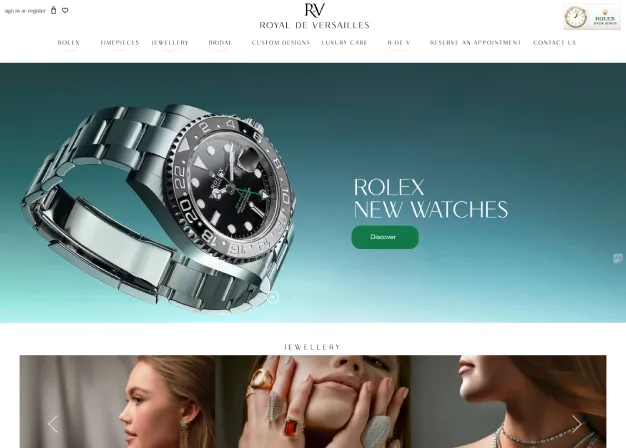 sign in or register
RV
ROYAL DE VERSAILLES
ROLEX
ROLEX TIMEPIECES JEWELLERY BRIDAL CUSTOM DESIGNS LUXURY CARE R DE V RESERVE AN APPOINTMENT CONTACT US
ROLEX
ROLEX
NEW WATCHES
Discover
JEWELLERY